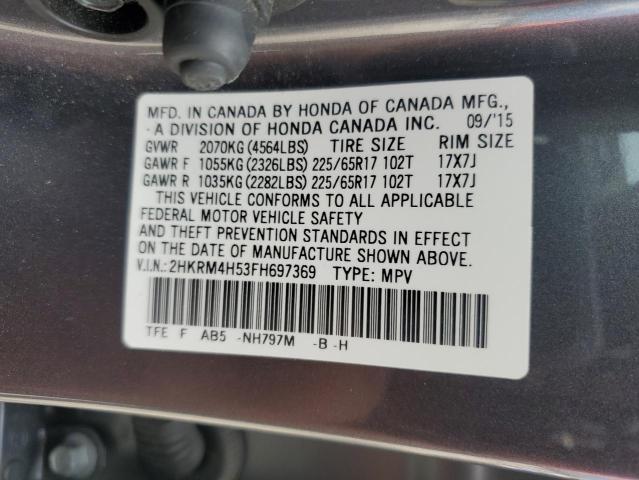 MFD. IN CANADA BY HONDA OF CANADA MFG.,
A DIVISION OF HONDA CANADA INC. 09/'15
GVWR 2070KG (4564LBS) TIRE SIZE RIM SIZE
GAWR F 1055KG (2326LBS) 225/65R17 102T 17X7J
GAWR R 1035KG (2282LBS) 225/65R17 102T 17X7J
THIS VEHICLE CONFORMS TO ALL APPLICABLE
FEDERAL MOTOR VEHICLE SAFETY
AND THEFT PREVENTION STANDARDS IN EFFECT
ON THE DATE OF MANUFACTURE SHOWN ABOVE.
V.I.N.: 2HKRM4H53FH697369 TYPE: MPV
TFE F AB5 -NH797M -B -H